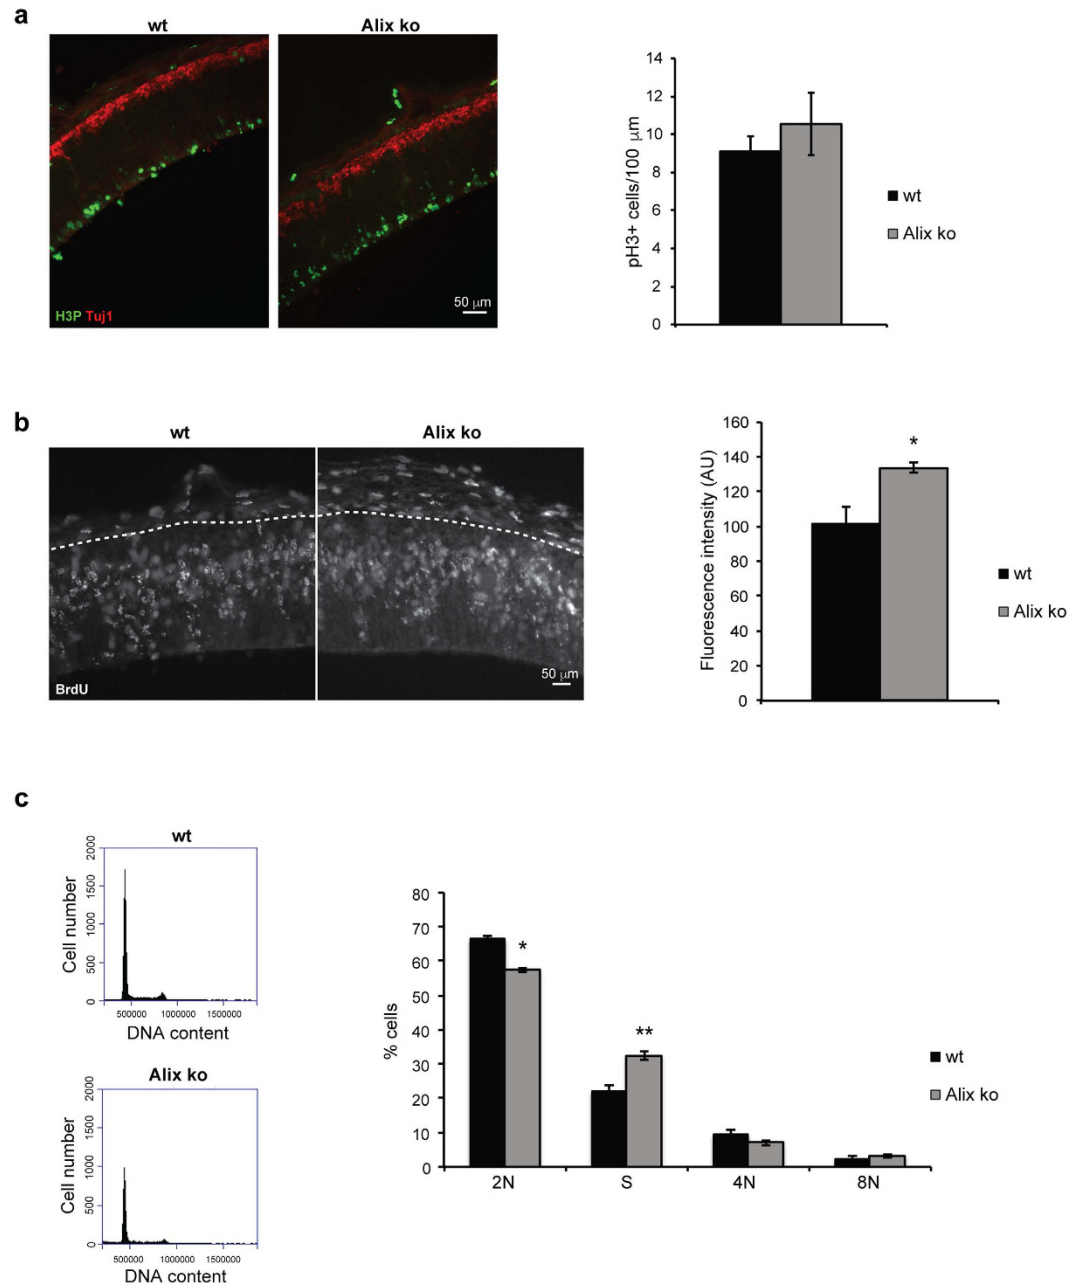 a
wt
Alix ko
H3P Tuj1
50 μm
pH3+ cells/100 μm
14
12
10
8
6
4
2
0
wt
Alix ko
b
wt
Alix ko
BrdU
50 μm
Fluorescence intensity (AU)
160
140
120
100
80
60
40
20
0
*
wt
Alix ko
c
wt
Cell number
2000
1500
1000
500
0
500000 1000000 1500000
DNA content
Alix ko
Cell number
2000
1500
1000
500
0
500000 1000000 1500000
DNA content
% cells
80
70
60
50
40
30
20
10
0
*
**
2N S 4N 8N
wt
Alix ko